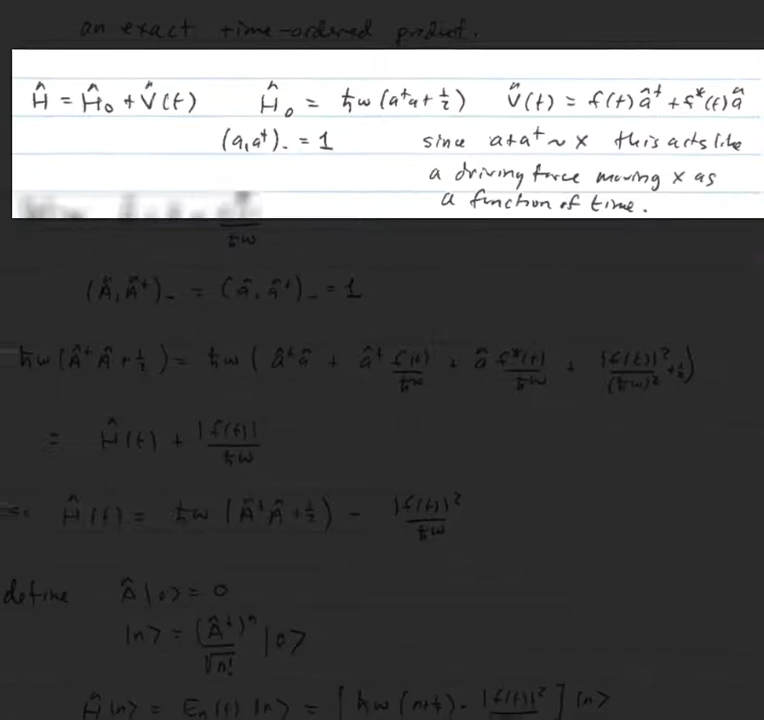 an exact time-ordered product.
Ĥ = Ĥ₀ + V̂(t)    Ĥ₀ = ħω(a⁺a + ½)    V̂(t) = f(t)â⁺ + f*(t)â
(a,a⁺)₋ = 1    since a+a⁺ ~ x this acts like
a driving force moving x as
a function of time.
ħω
(Â,Â⁺)₋ = (â,â⁺)₋ = 1
ħω(Â⁺Â + ½) = ħω(â⁺â + â⁺ f(t)/ħω + â f*(t)/ħω + |f(t)|²/(ħω)² + ½)
= Ĥ(t) + |f(t)|/ħω
so Ĥ(t) = ħω(Â⁺Â + ½) - |f(t)|²/ħω
define Â|0> = 0
|n> = (Â⁺)ⁿ/√n! |0>
Ĥ|n> = Eₙ(t)|n> = [ħω(n+½) - |f(t)|²] |n>